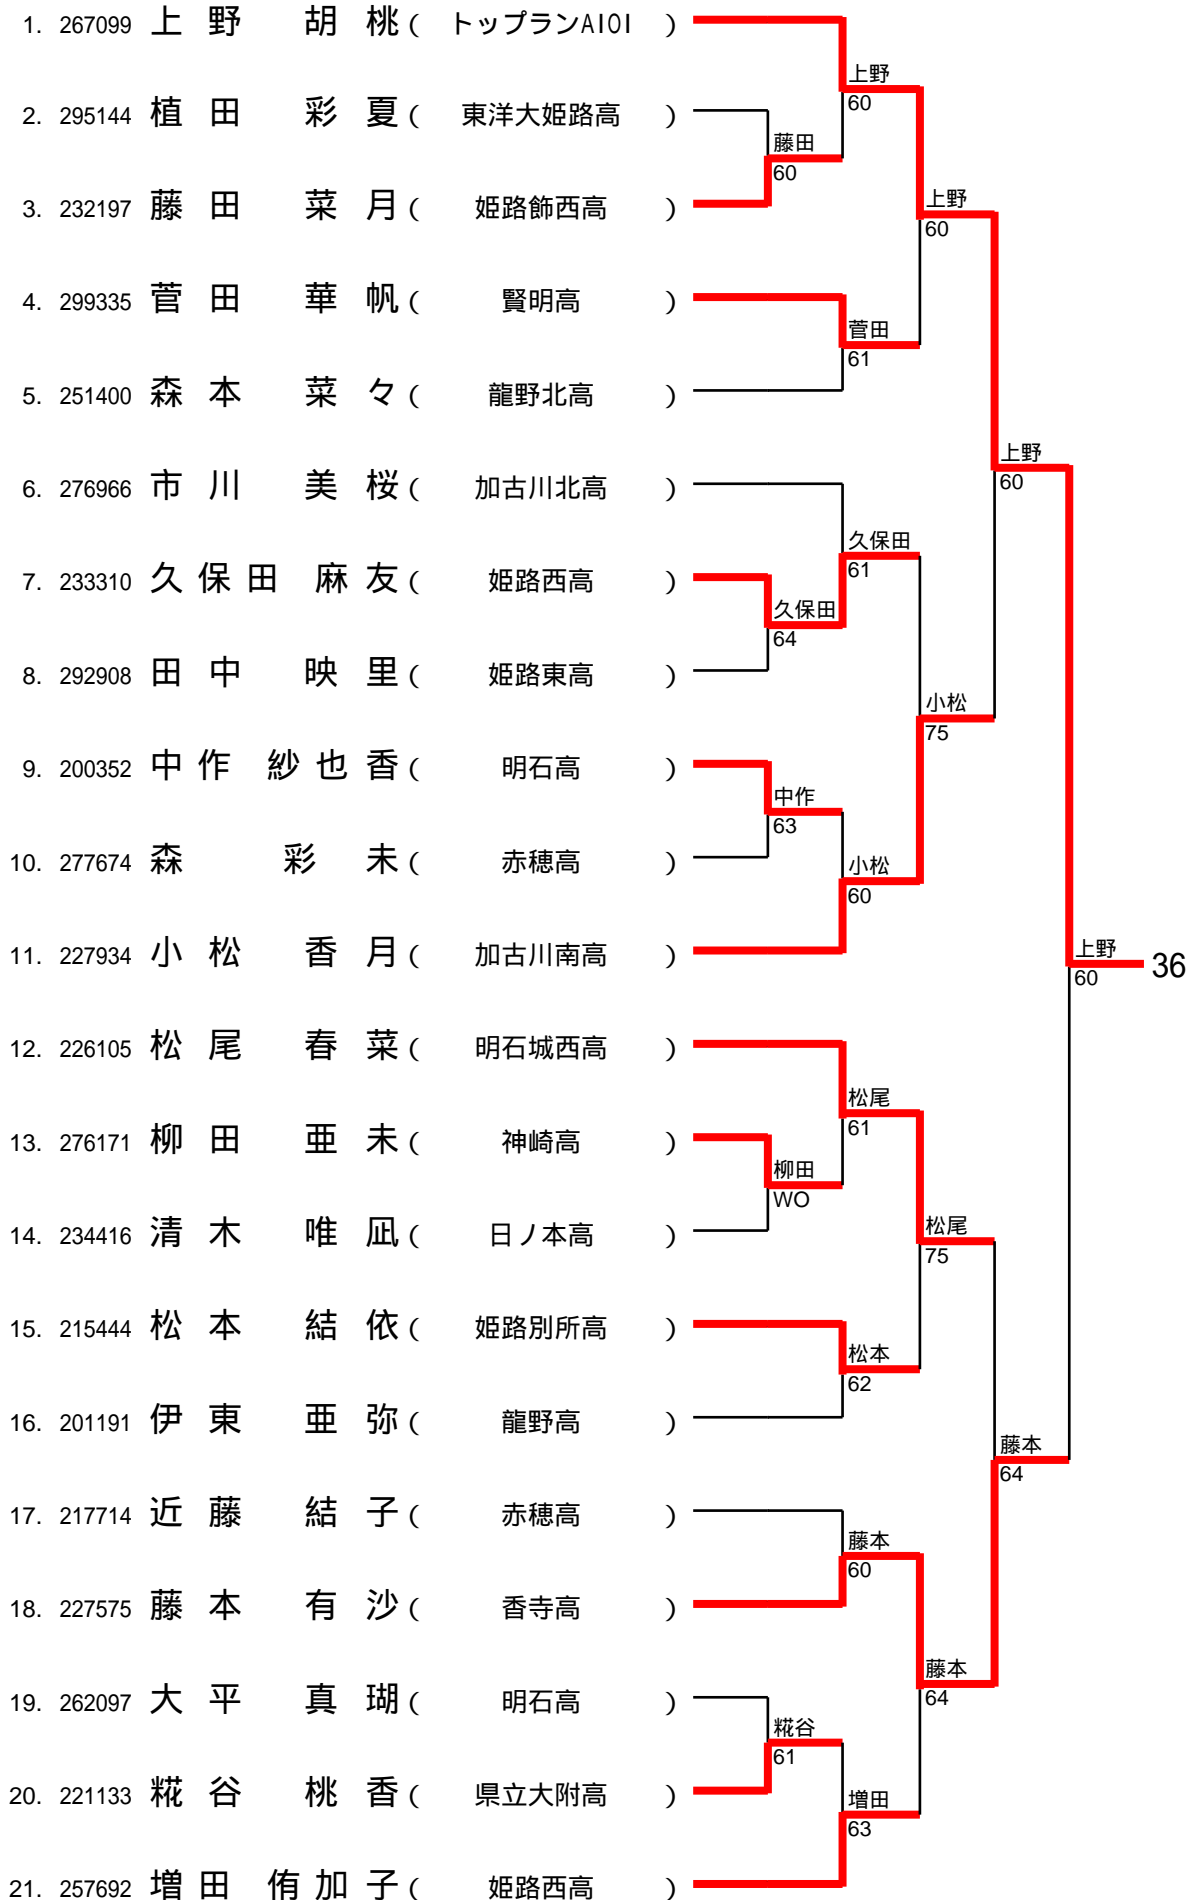 1. 267099 上野 胡桃 ( トップランAIOI )
上野
60
2. 295144 植田 彩夏 ( 東洋大姫路高 )
藤田
60
3. 232197 藤田 菜月 ( 姫路飾西高 )
上野
60
4. 299335 菅田 華帆 ( 賢明高 )
菅田
61
5. 251400 森本 菜々 ( 龍野北高 )
上野
60
6. 276966 市川 美桜 ( 加古川北高 )
久保田
61
7. 233310 久保田 麻友 ( 姫路西高 )
久保田
64
8. 292908 田中 映里 ( 姫路東高 )
小松
75
9. 200352 中作 紗也香 ( 明石高 )
中作
63
10. 277674 森 彩未 ( 赤穂高 )
小松
60
11. 227934 小松 香月 ( 加古川南高 )
上野
60
36
12. 226105 松尾 春菜 ( 明石城西高 )
松尾
61
13. 276171 柳田 亜未 ( 神崎高 )
柳田
WO
14. 234416 清木 唯凪 ( 日ノ本高 )
松尾
75
15. 215444 松本 結依 ( 姫路別所高 )
松本
62
16. 201191 伊東 亜弥 ( 龍野高 )
藤本
64
17. 217714 近藤 結子 ( 赤穂高 )
藤本
60
18. 227575 藤本 有沙 ( 香寺高 )
藤本
64
19. 262097 大平 真瑚 ( 明石高 )
糀谷
61
20. 221133 糀谷 桃香 ( 県立大附高 )
増田
63
21. 257692 増田 侑加子 ( 姫路西高 )